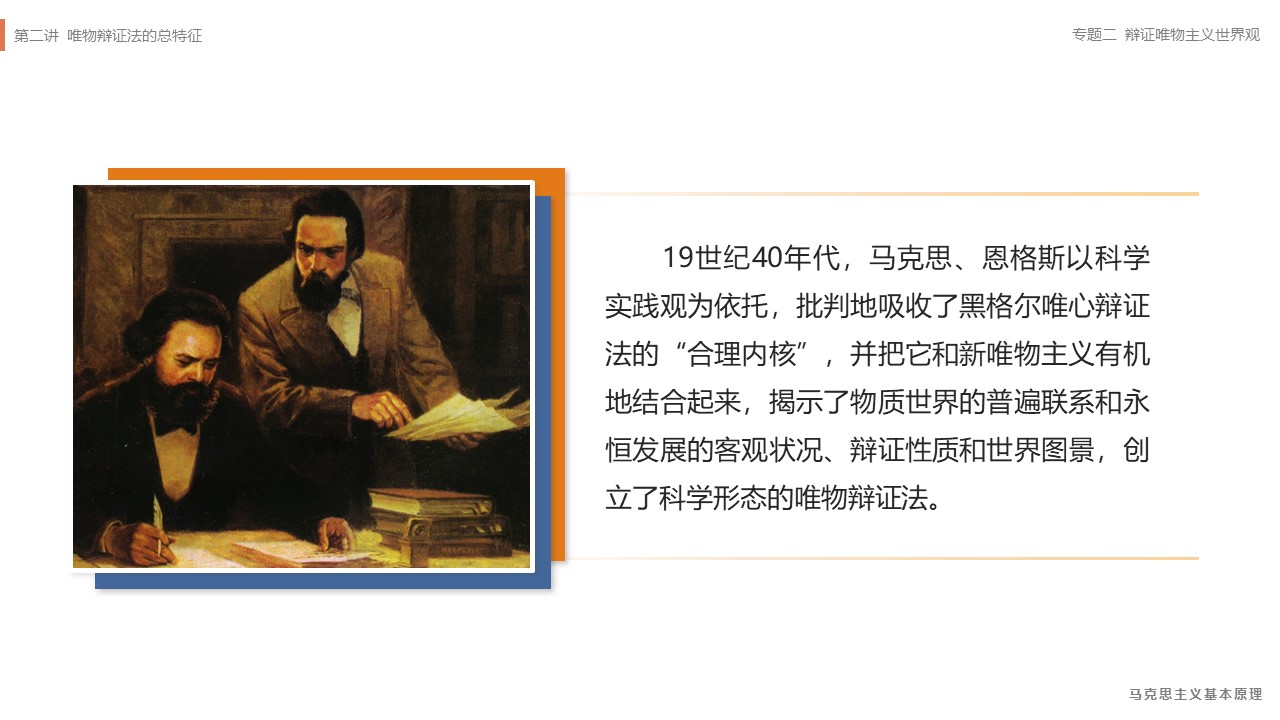 第二讲 唯物辩证法的总特征
专题二 辩证唯物主义世界观
19世纪40年代，马克思、恩格斯以科学
实践观为依托，批判地吸收了黑格尔唯心辩证
法的“合理内核”，并把它和新唯物主义有机
地结合起来，揭示了物质世界的普遍联系和永
恒发展的客观状况、辩证性质和世界图景，创
立了科学形态的唯物辩证法。
马克思主义基本原理